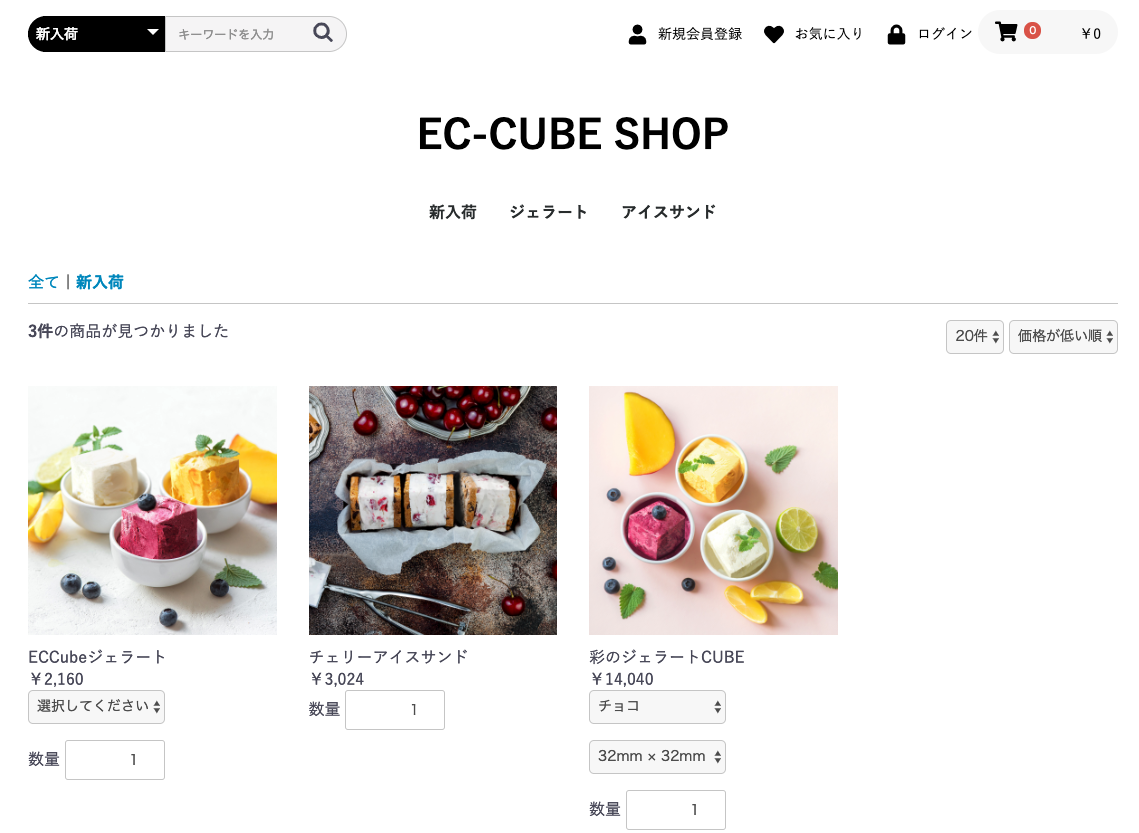 新入荷 キーワードを入力 新規会員登録 お気に入り ログイン 0 ￥0
EC-CUBE SHOP
新入荷 ジェラート アイスサンド
全て | 新入荷
3件の商品が見つかりました 20件 価格が低い順
ECCubeジェラート
￥2,160
選択してください
数量 1
チェリーアイスサンド
￥3,024
数量 1
彩のジェラートCUBE
￥14,040
チョコ
32mm × 32mm
数量 1